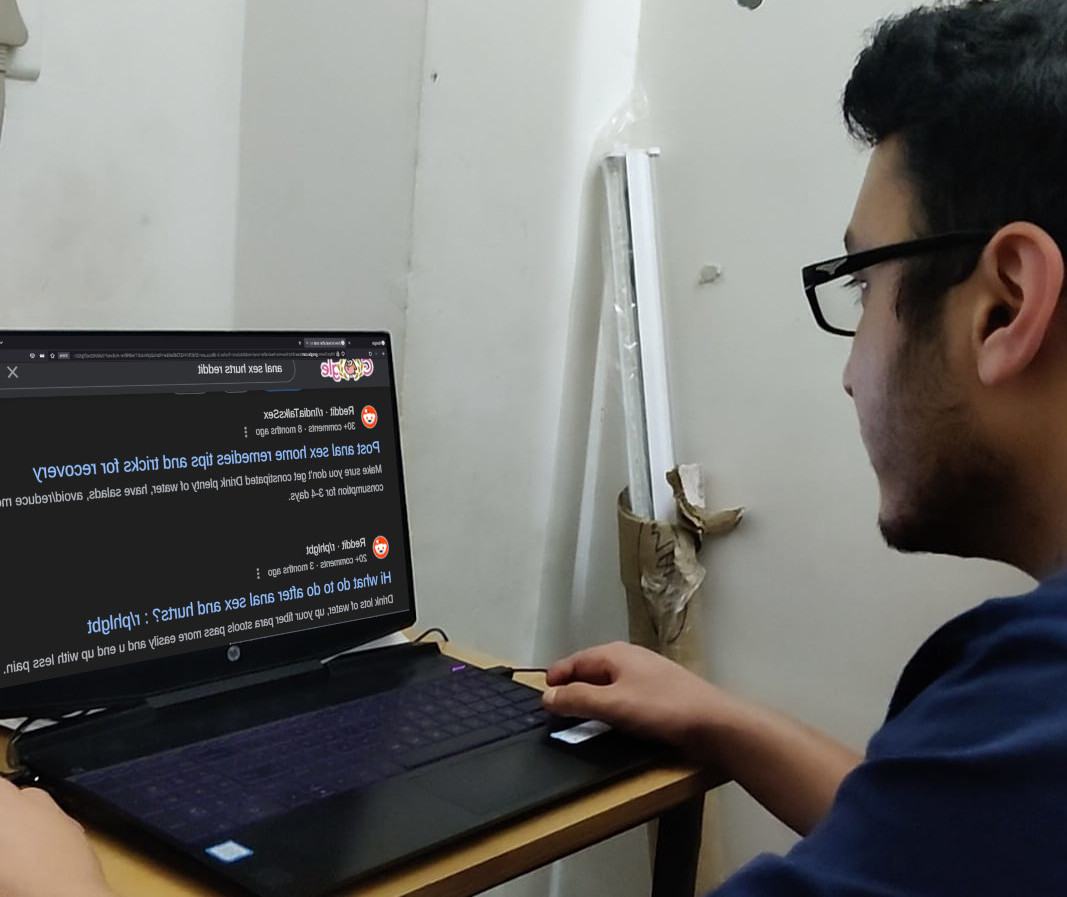 Google
anal sex hurts reddit
Reddit · r/IndiaTalksSex
30+ comments · 8 months ago
Post anal sex home remedies tips and tricks for recovery
Make sure you don't get constipated Drink plenty of water, have salads, avoid/reduce
consumption for 3-4 days.
Reddit · r/phlgbt
20+ comments · 3 months ago
Hi what do to do after anal sex and hurts? : r/phlgbt
Drink lots of water, up your fiber para stools pass more easily and u end up with less pain.